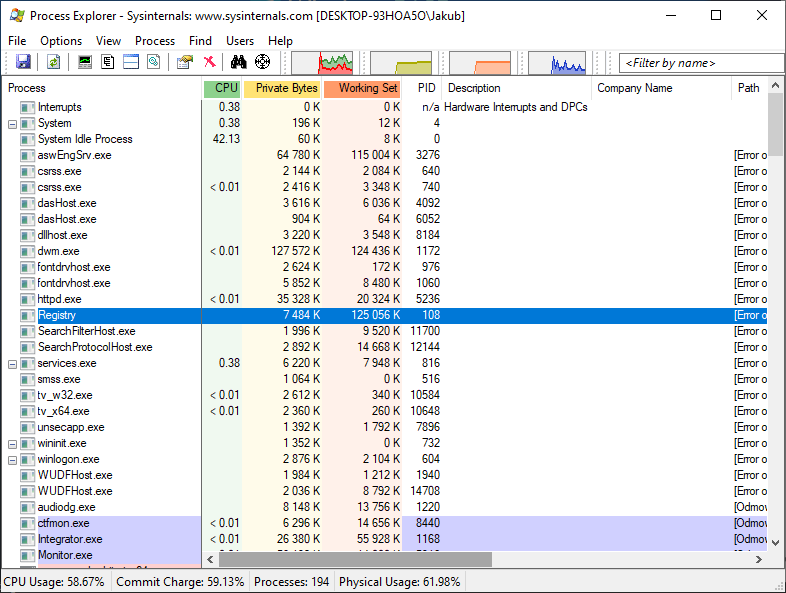 Process Explorer - Sysinternals: www.sysinternals.com [DESKTOP-93HOA5O\Jakub]
File Options View Process Find Users Help
<Filter by name>
Process CPU Private Bytes Working Set PID Description Company Name Path
Interrupts 0.38 0 K 0 K n/a Hardware Interrupts and DPCs
System 0.38 196 K 12 K 4
System Idle Process 42.13 60 K 8 K 0
aswEngSrv.exe 64 780 K 115 004 K 3276 [Error o
csrss.exe 2 144 K 2 084 K 640 [Error o
csrss.exe < 0.01 2 416 K 3 348 K 740 [Error o
dasHost.exe 3 616 K 6 036 K 4092 [Error o
dasHost.exe 904 K 64 K 6052 [Error o
dllhost.exe 3 220 K 3 548 K 8184 [Error o
dwm.exe < 0.01 127 572 K 124 436 K 1172 [Error o
fontdrvhost.exe 2 624 K 172 K 976 [Error o
fontdrvhost.exe 5 852 K 8 480 K 1060 [Error o
httpd.exe < 0.01 35 328 K 20 324 K 5236 [Error o
Registry 7 484 K 125 056 K 108 [Error o
SearchFilterHost.exe 1 996 K 9 520 K 11700 [Error o
SearchProtocolHost.exe 2 892 K 14 668 K 12144 [Error o
services.exe 0.38 6 220 K 7 948 K 816 [Error o
smss.exe 1 064 K 0 K 516 [Error o
tv_w32.exe < 0.01 2 612 K 340 K 10584 [Error o
tv_x64.exe < 0.01 2 360 K 260 K 10648 [Error o
unsecapp.exe 1 392 K 1 792 K 7896 [Error o
wininit.exe 1 352 K 0 K 732 [Error o
winlogon.exe 2 876 K 2 104 K 604 [Error o
WUDFHost.exe 1 984 K 1 212 K 1940 [Error o
WUDFHost.exe 2 036 K 8 792 K 14708 [Error o
audiodg.exe 8 148 K 13 756 K 1220 [Odmov
ctfmon.exe < 0.01 6 296 K 14 656 K 8440 [Odmov
Integrator.exe < 0.01 26 380 K 55 928 K 1168 [Odmov
Monitor.exe
CPU Usage: 58.67% Commit Charge: 59.13% Processes: 194 Physical Usage: 61.98%